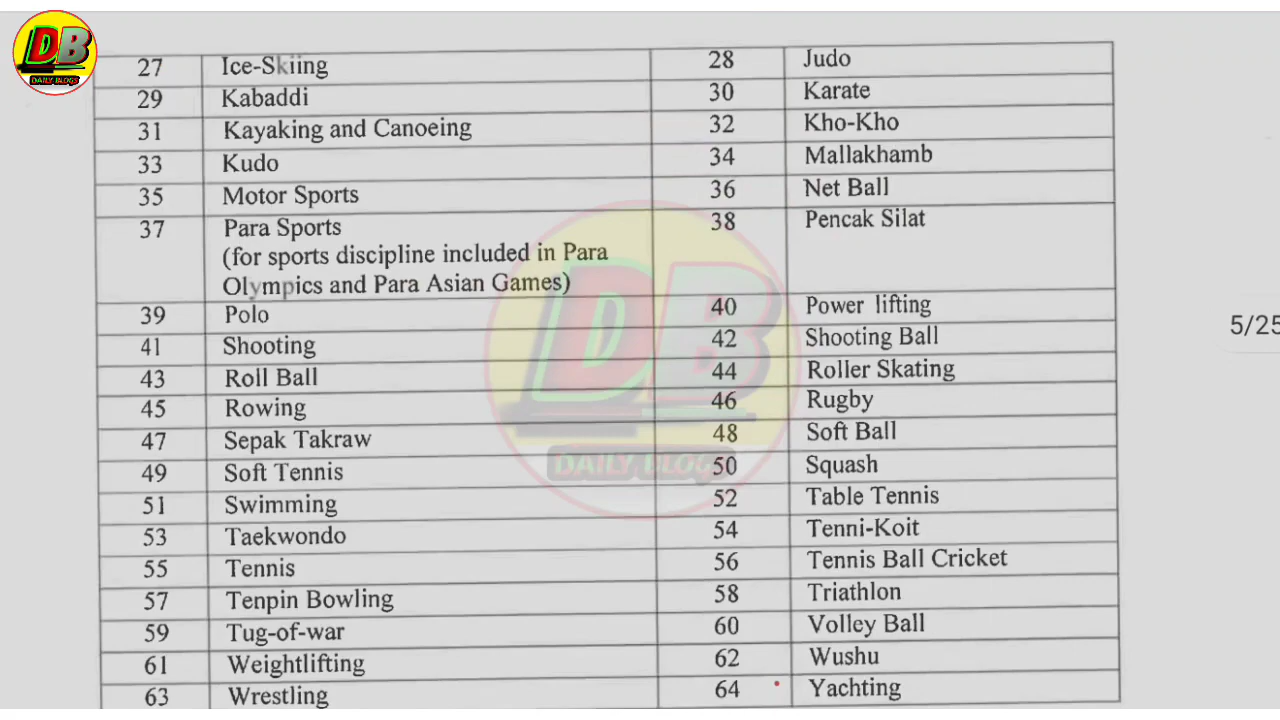 DB
DAILY BLOGS
27 Ice-Skiing 28 Judo
29 Kabaddi 30 Karate
31 Kayaking and Canoeing 32 Kho-Kho
33 Kudo 34 Mallakhamb
35 Motor Sports 36 Net Ball
37 Para Sports 38 Pencak Silat
(for sports discipline included in Para
Olympics and Para Asian Games)
39 Polo 40 Power lifting
41 Shooting 42 Shooting Ball
43 Roll Ball 44 Roller Skating
45 Rowing 46 Rugby
47 Sepak Takraw 48 Soft Ball
49 Soft Tennis 50 Squash
51 Swimming 52 Table Tennis
53 Taekwondo 54 Tenni-Koit
55 Tennis 56 Tennis Ball Cricket
57 Tenpin Bowling 58 Triathlon
59 Tug-of-war 60 Volley Ball
61 Weightlifting 62 Wushu
63 Wrestling 64 Yachting
5/25
DB
DAILY BLOGS